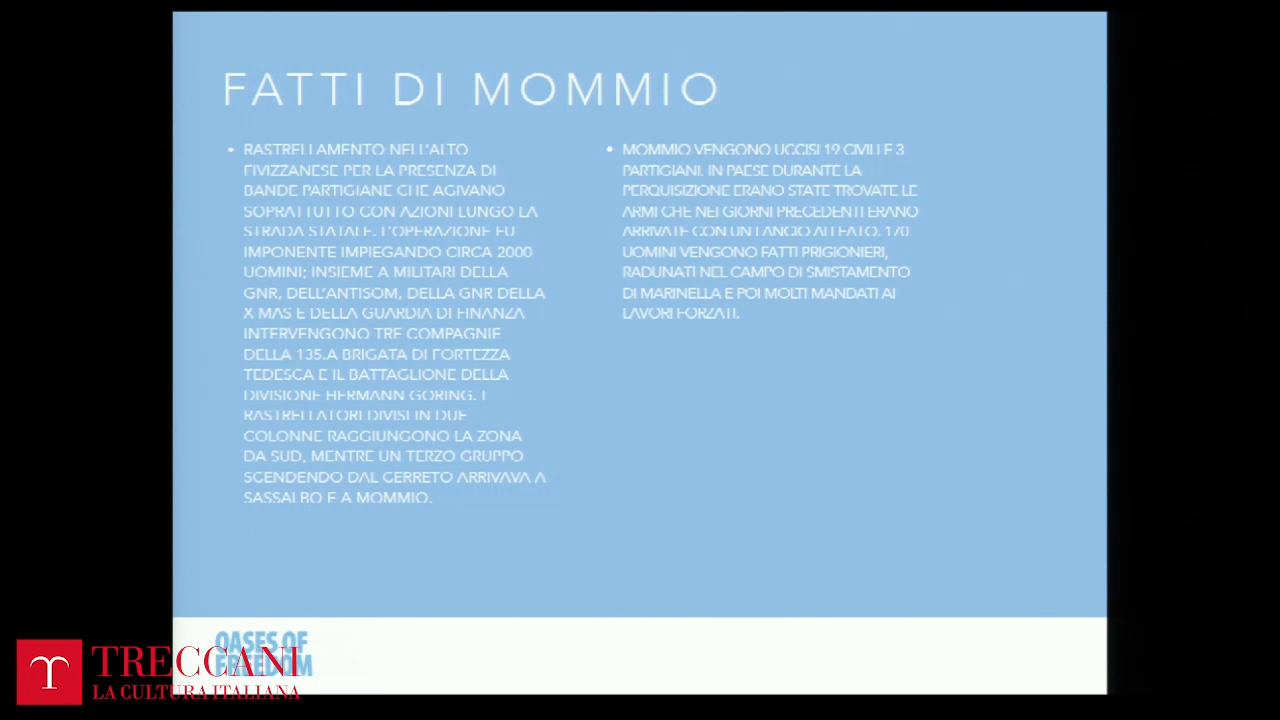 FATTI DI MOMMIO
• RASTRELLAMENTO NELL'ALTO
FIVIZZANESE PER LA PRESENZA DI
BANDE PARTIGIANE CHE AGIVANO
SOPRATTUTTO CON AZIONI LUNGO LA
STRADA STATALE. L'OPERAZIONE FU
IMPONENTE IMPIEGANDO CIRCA 2000
UOMINI; INSIEME A MILITARI DELLA
GNR, DELL'ANTISOM, DELLA GNR DELLA
X MAS E DELLA GUARDIA DI FINANZA
INTERVENGONO TRE COMPAGNIE
DELLA 135.A BRIGATA DI FORTEZZA
TEDESCA E IL BATTAGLIONE DELLA
DIVISIONE HERMANN GORING. I
RASTRELLATORI DIVISI IN DUE
COLONNE RAGGIUNGONO LA ZONA
DA SUD, MENTRE UN TERZO GRUPPO
SCENDENDO DAL CERRETO ARRIVAVA A
SASSALBO E A MOMMIO.
• MOMMIO VENGONO UCCISI 19 CIVILI E 3
PARTIGIANI. IN PAESE DURANTE LA
PERQUISIZIONE ERANO STATE TROVATE LE
ARMI CHE NEI GIORNI PRECEDENTI ERANO
ARRIVATE CON UN LANCIO ALLEATO. 170
UOMINI VENGONO FATTI PRIGIONIERI,
RADUNATI NEL CAMPO DI SMISTAMENTO
DI MARINELLA E POI MOLTI MANDATI AI
LAVORI FORZATI.
OASES OF
FREEDOM
TRECCANI
LA CULTURA ITALIANA